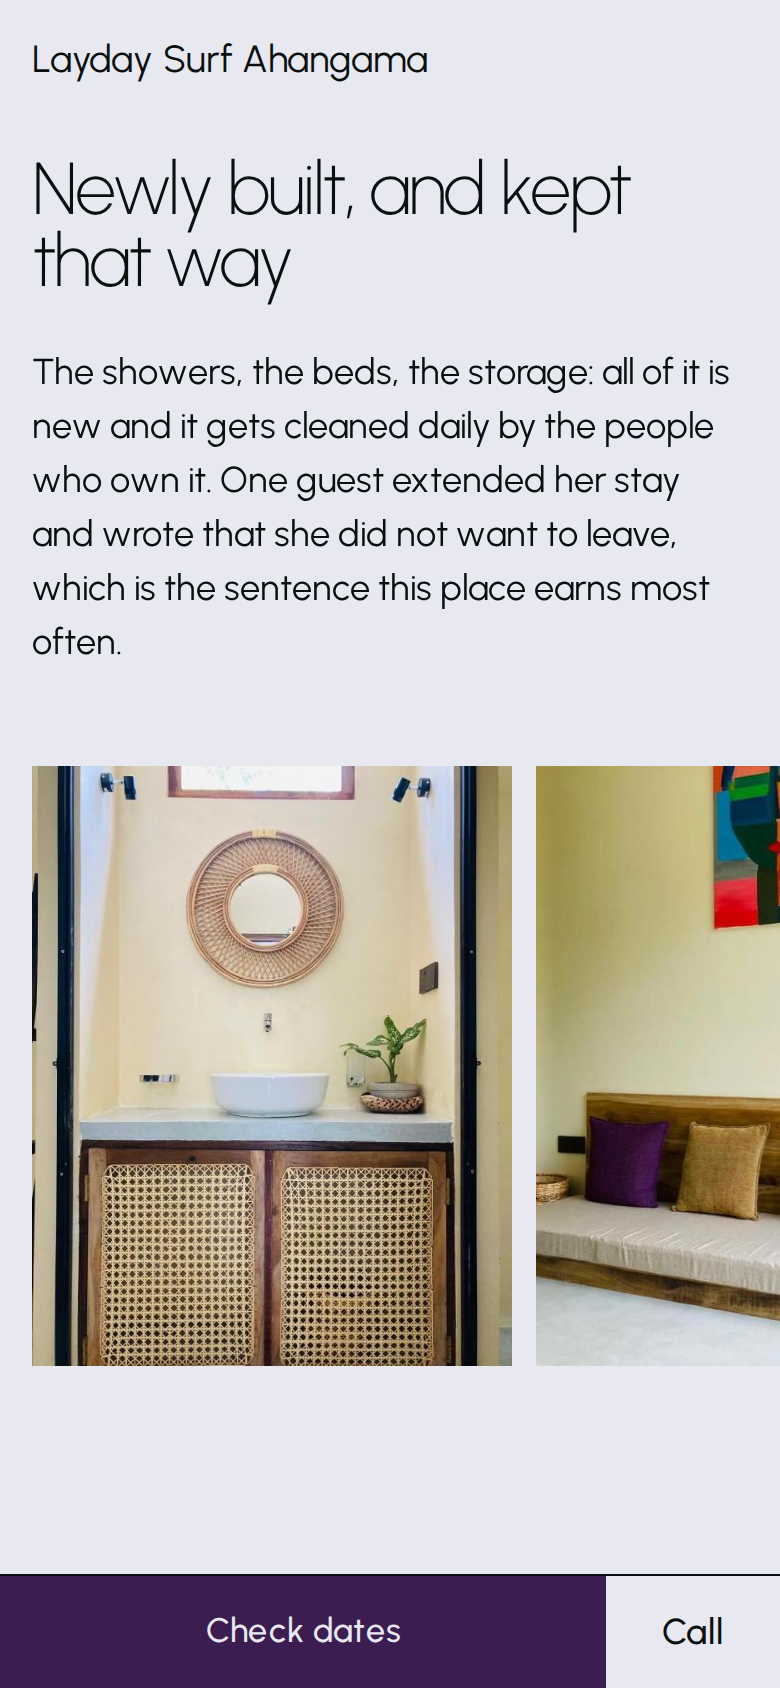 Layday Surf Ahangama
Newly built, and kept
that way
The showers, the beds, the storage: all of it is
new and it gets cleaned daily by the people
who own it. One guest extended her stay
and wrote that she did not want to leave,
which is the sentence this place earns most
often.
Check dates
Call